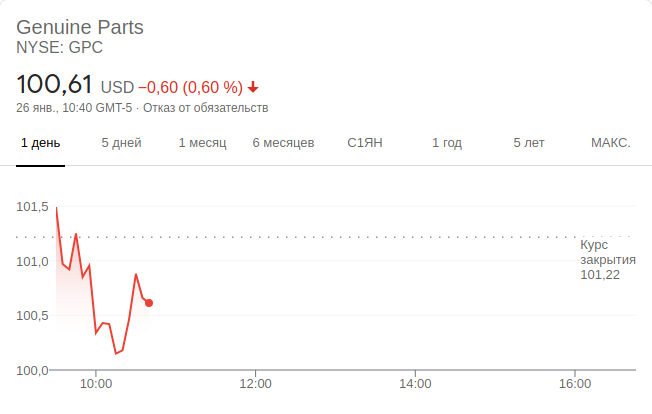 Genuine Parts
NYSE: GPC
100,61 USD −0,60 (0,60 %)
26 янв., 10:40 GMT-5 · Отказ от обязательств
1 день 5 дней 1 месяц 6 месяцев С1ЯН 1 год 5 лет МАКС.
101,5
101,0
100,5
100,0
Курс
закрытия
101,22
10:00 12:00 14:00 16:00